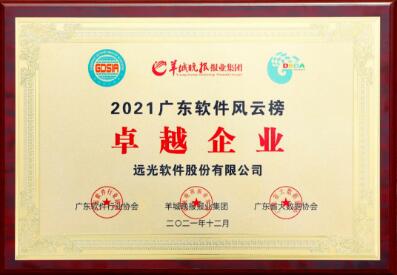 GDSIA
羊城晚报报业集团
2021广东软件风云榜
卓越企业
远光软件股份有限公司
广东软件行业协会
羊城晚报报业集团
广东省大数据协会
二〇二一年十二月